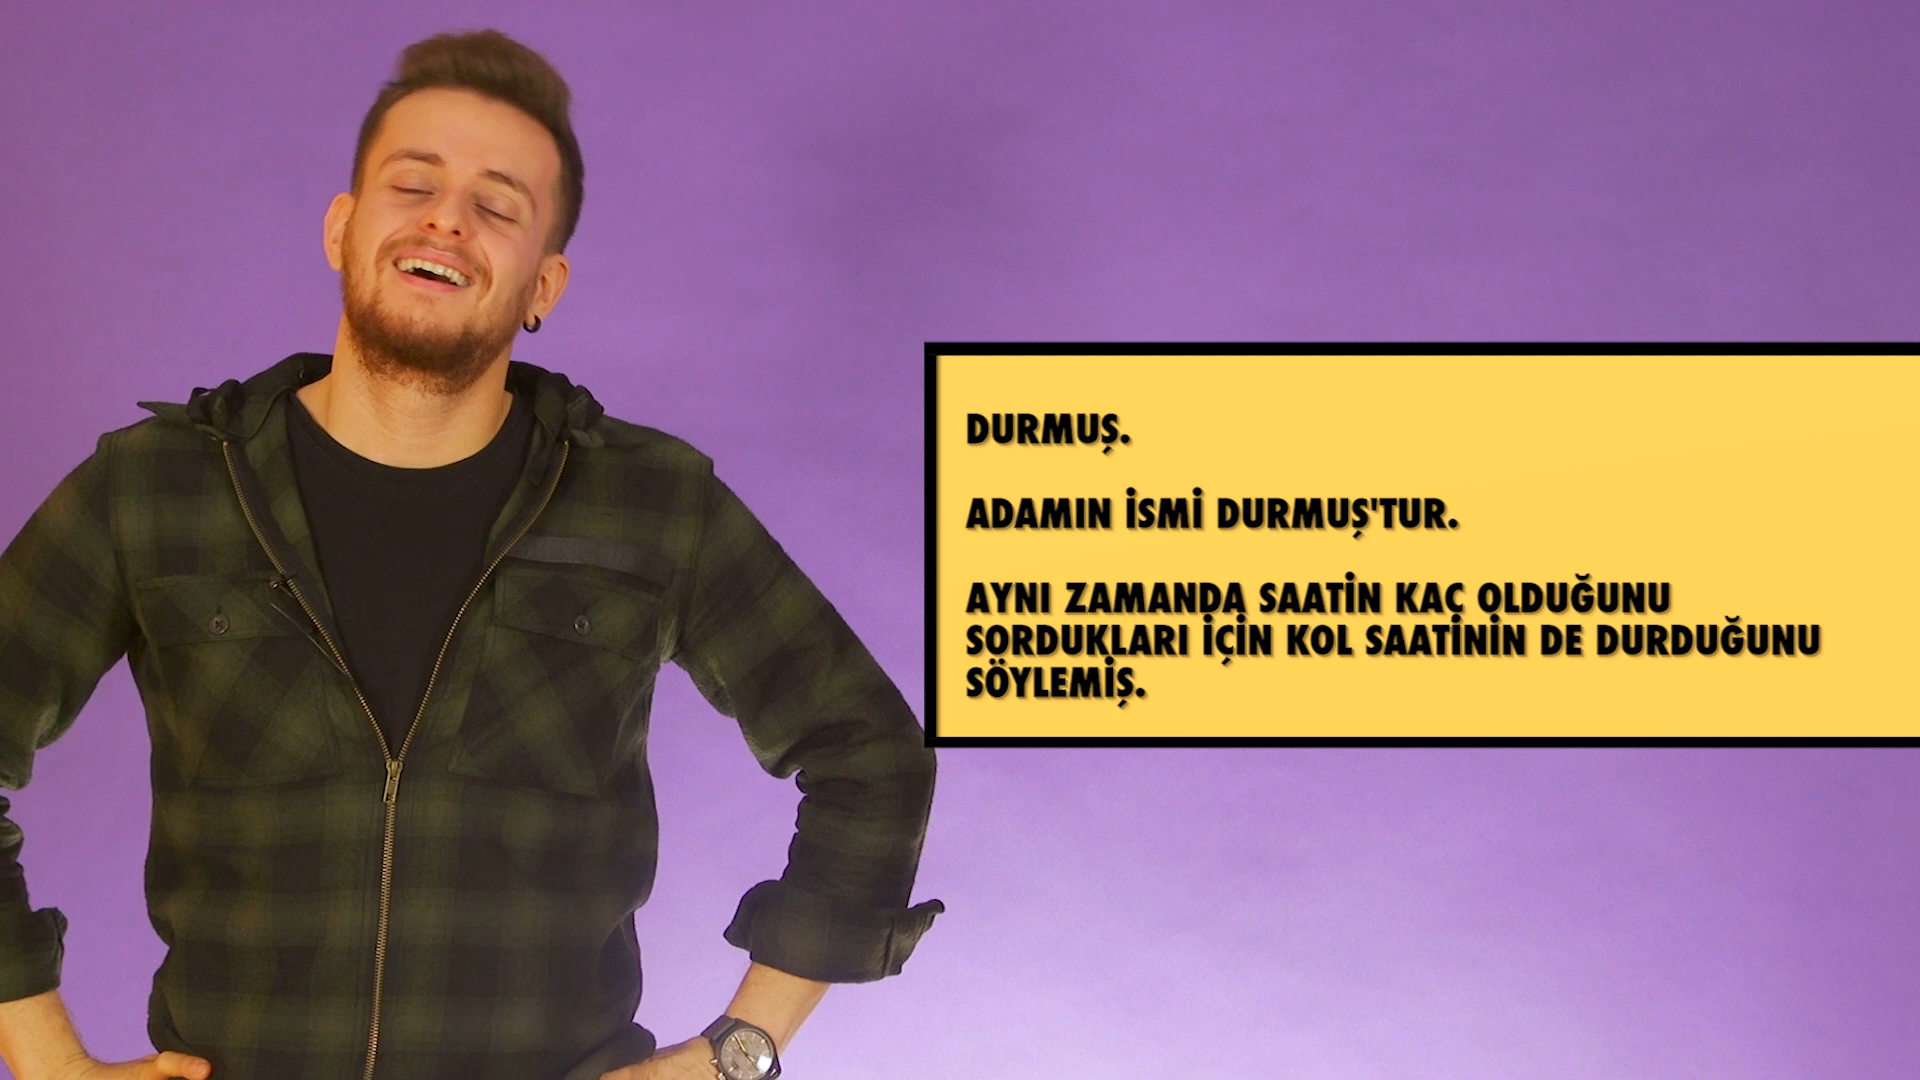 DURMUŞ.
ADAMIN İSMİ DURMUŞ'TUR.
AYNI ZAMANDA SAATİN KAÇ OLDUĞUNU
SORDUKLARI İÇİN KOL SAATİNİN DE DURDUĞUNU
SÖYLEMİŞ.